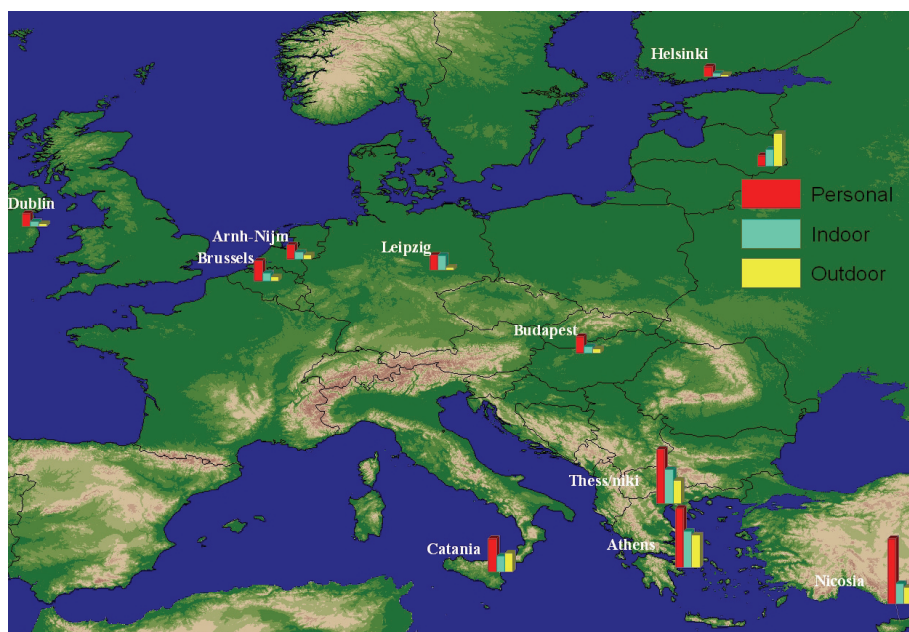 Helsinki
Dublin
Personal
Arnh-Nijm
Indoor
Brussels
Leipzig
Outdoor
Budapest
Thess/niki
Catania
Athens
Nicosia